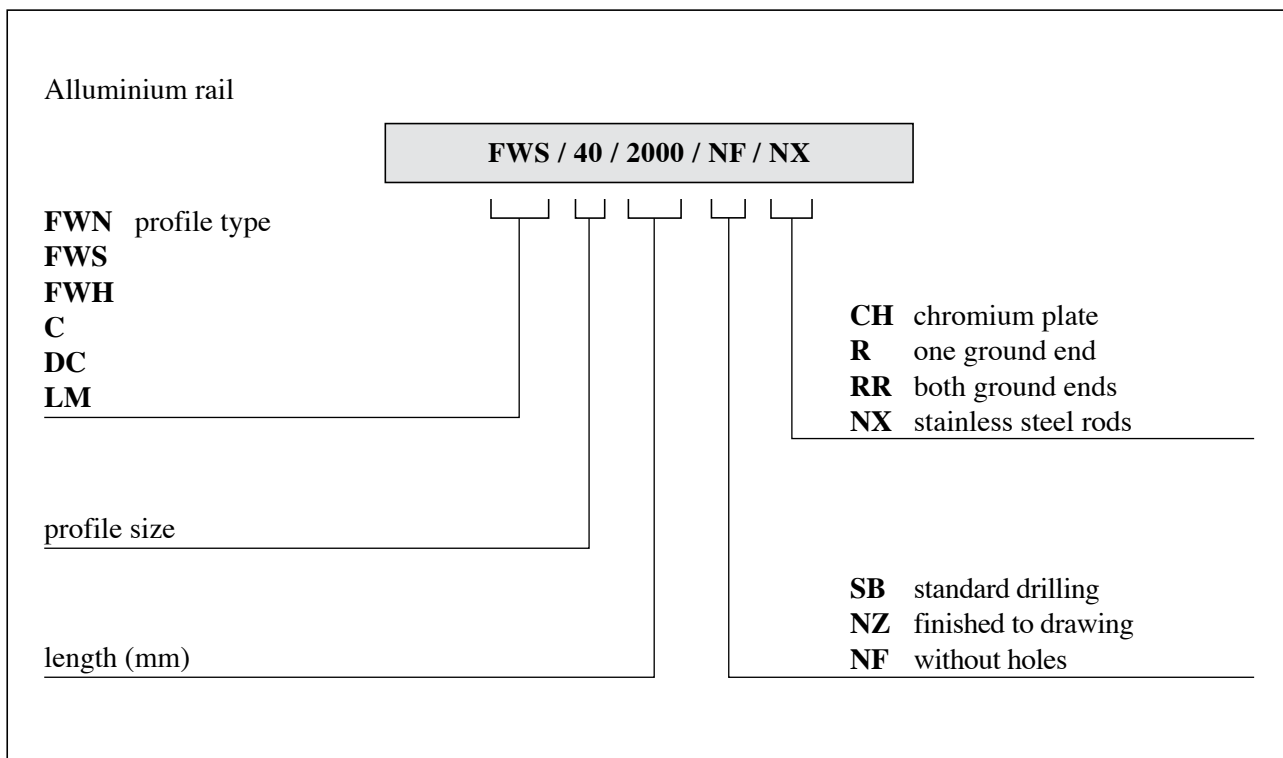 Alluminium rail
FWS / 40 / 2000 / NF / NX
FWN profile type
FWS
FWH
C
DC
LM
CH chromium plate
R one ground end
RR both ground ends
NX stainless steel rods
profile size
SB standard drilling
NZ finished to drawing
NF without holes
length (mm)